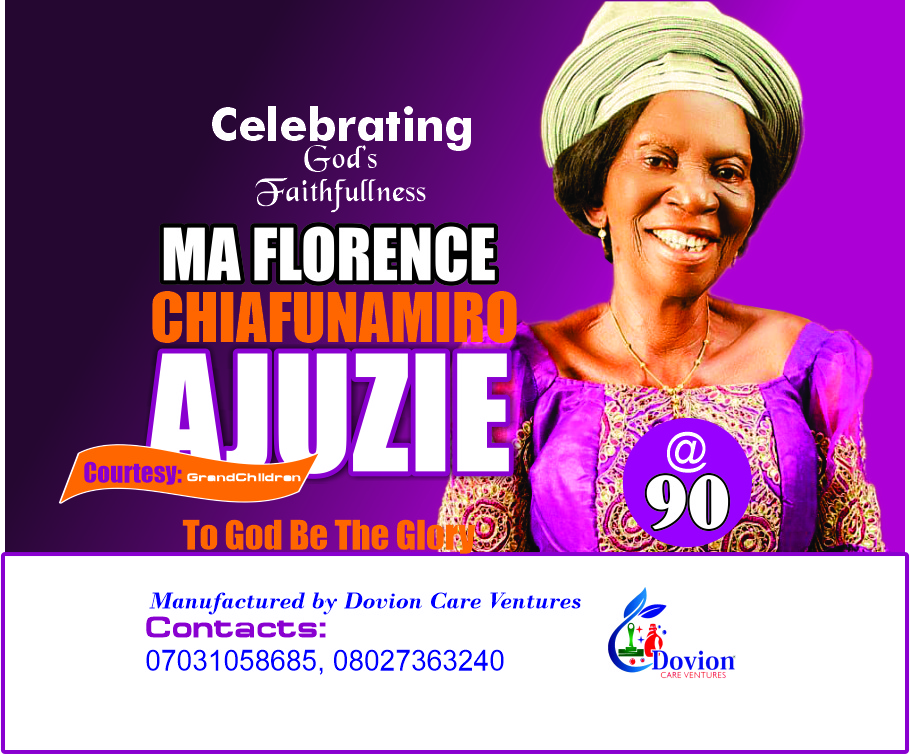 Celebrating
God's
Faithfullness
MA FLORENCE
CHIAFUNAMIRO
AJUZIE
Courtesy: GrandChildren
To God Be The Glory
@
90
Manufactured by Dovion Care Ventures
Contacts:
07031058685, 08027363240
Dovion
CARE VENTURES